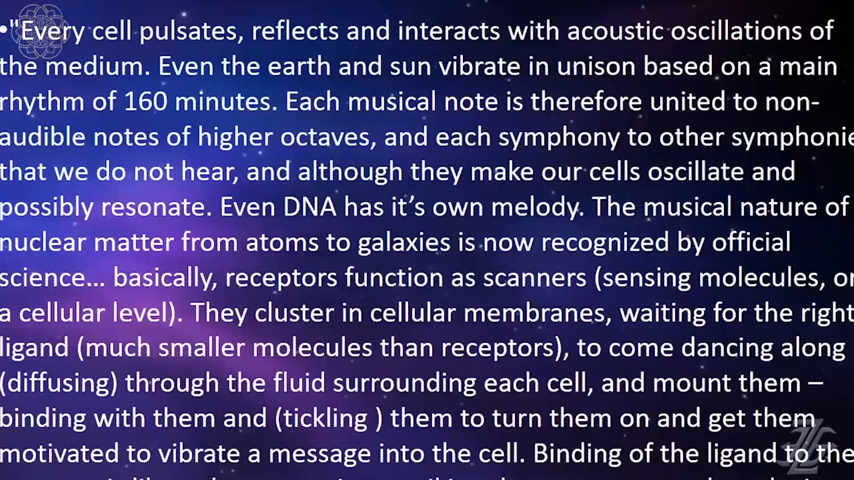 •"Every cell pulsates, reflects and interacts with acoustic oscillations of
the medium. Even the earth and sun vibrate in unison based on a main
rhythm of 160 minutes. Each musical note is therefore united to non-
audible notes of higher octaves, and each symphony to other symphonie
that we do not hear, and although they make our cells oscillate and
possibly resonate. Even DNA has it’s own melody. The musical nature of
nuclear matter from atoms to galaxies is now recognized by official
science… basically, receptors function as scanners (sensing molecules, on
a cellular level). They cluster in cellular membranes, waiting for the right
ligand (much smaller molecules than receptors), to come dancing along
(diffusing) through the fluid surrounding each cell, and mount them –
binding with them and (tickling ) them to turn them on and get them
motivated to vibrate a message into the cell. Binding of the ligand to the